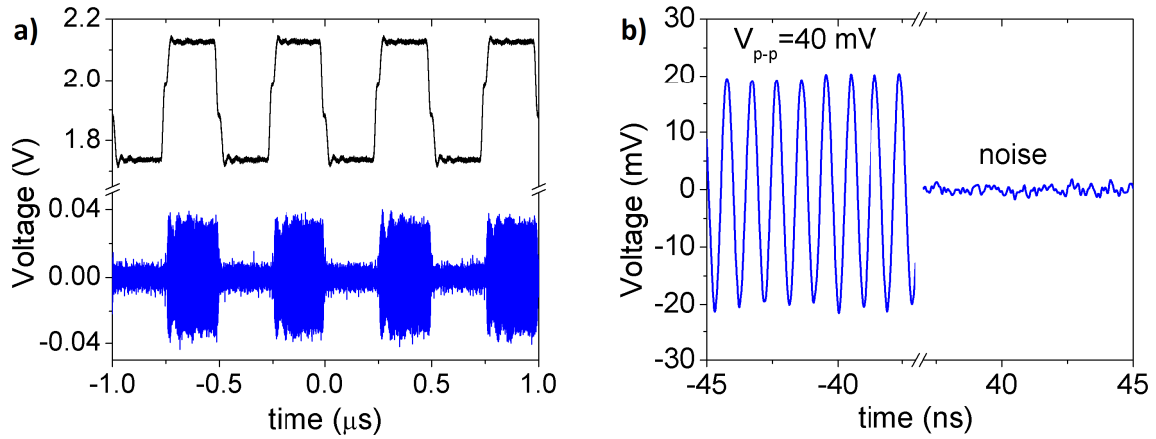 a)
Voltage (V)
2.2
2.0
1.8
0.04
0.00
-0.04
-1.0 -0.5 0.0 0.5 1.0
time (μs)
b)
Voltage (mV)
30
20
10
0
-10
-20
-30
Vp-p=40 mV
noise
-45 -40 40 45
time (ns)